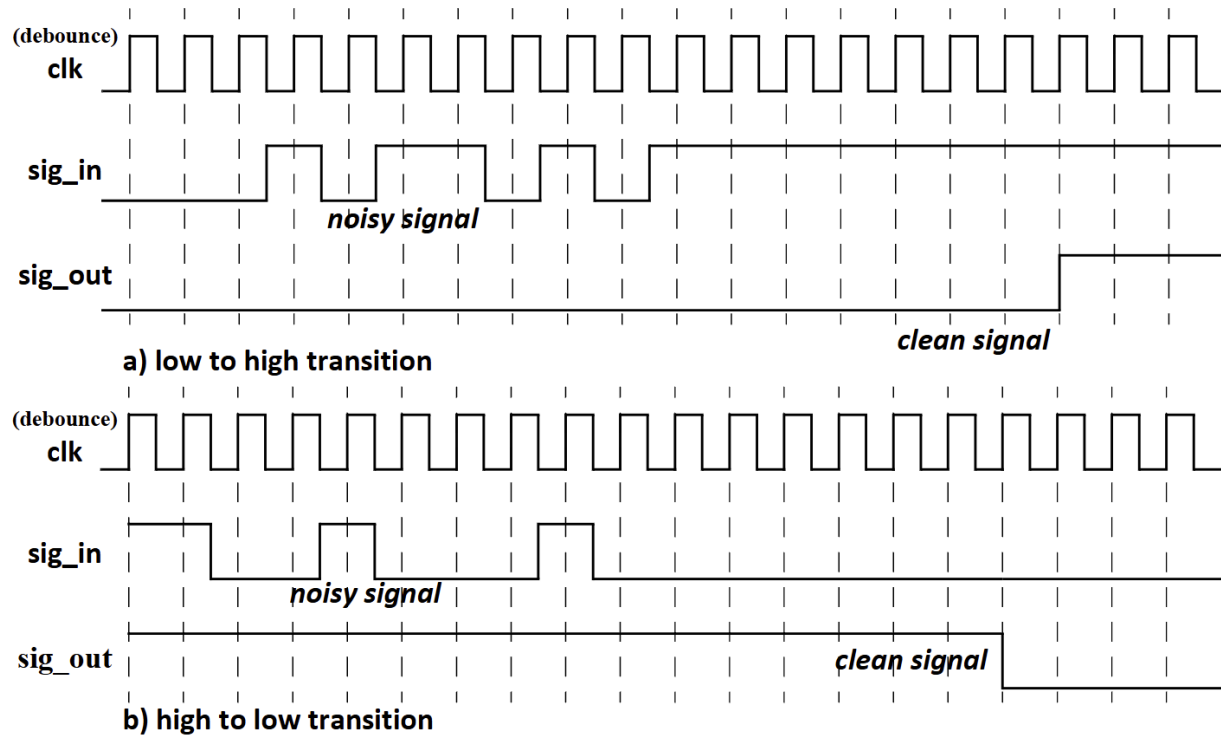 (debounce)
clk
sig_in
noisy signal
sig_out
clean signal
a) low to high transition
(debounce)
clk
sig_in
noisy signal
sig_out
clean signal
b) high to low transition